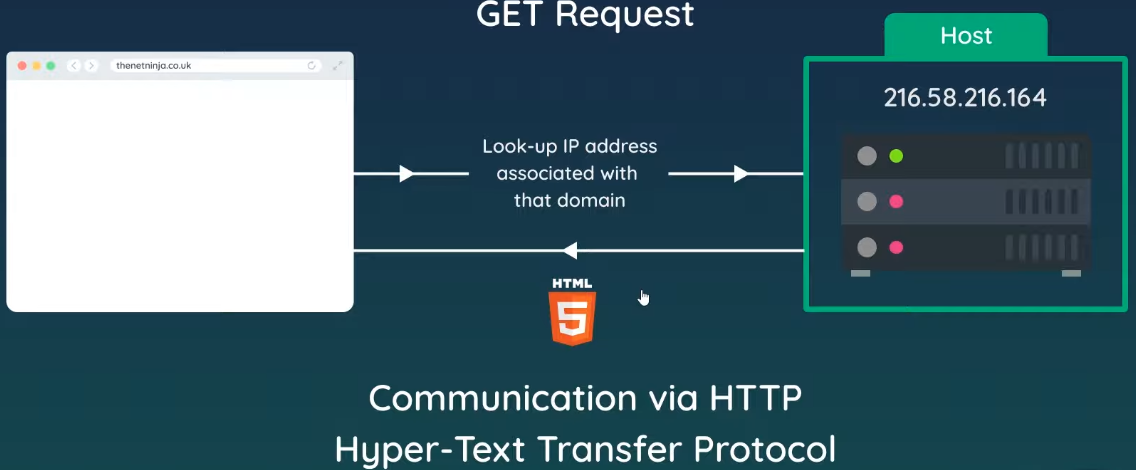 GET Request
Host
thenetninja.co.uk
216.58.216.164
Look-up IP address
associated with
that domain
HTML
5
Communication via HTTP
Hyper-Text Transfer Protocol